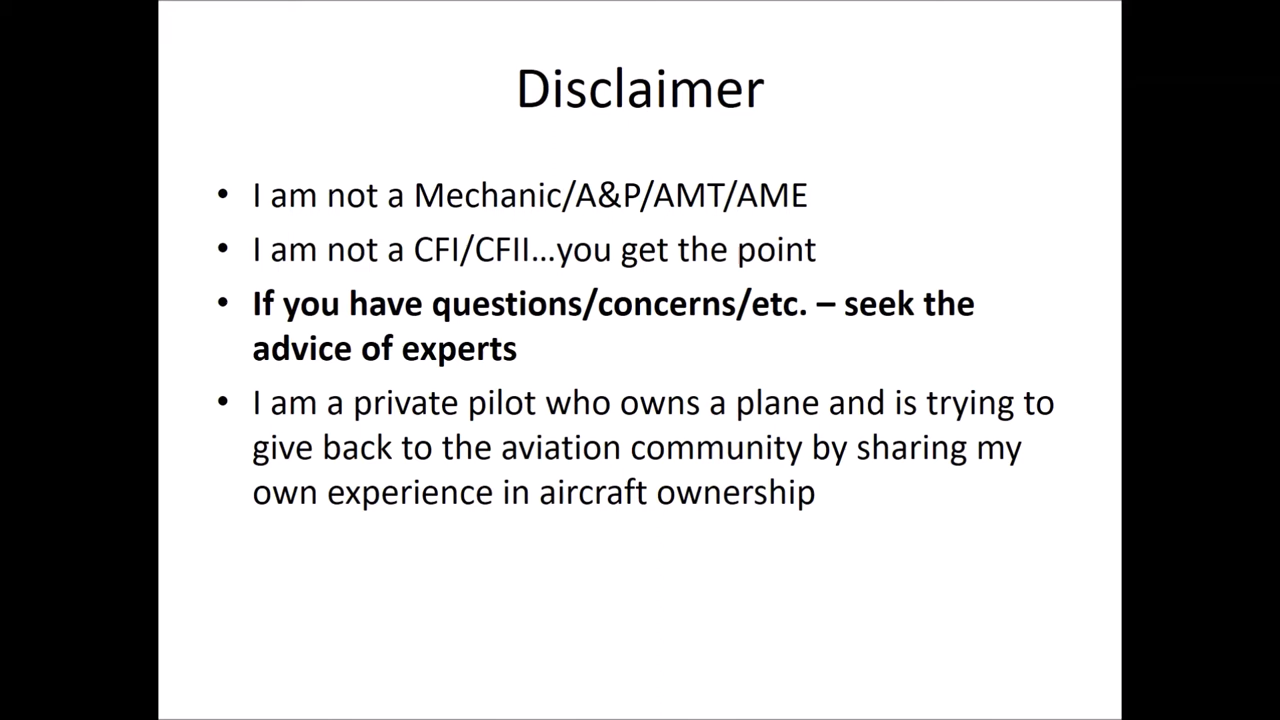 Disclaimer
• I am not a Mechanic/A&P/AMT/AME
• I am not a CFI/CFII...you get the point
• If you have questions/concerns/etc. – seek the
advice of experts
• I am a private pilot who owns a plane and is trying to
give back to the aviation community by sharing my
own experience in aircraft ownership